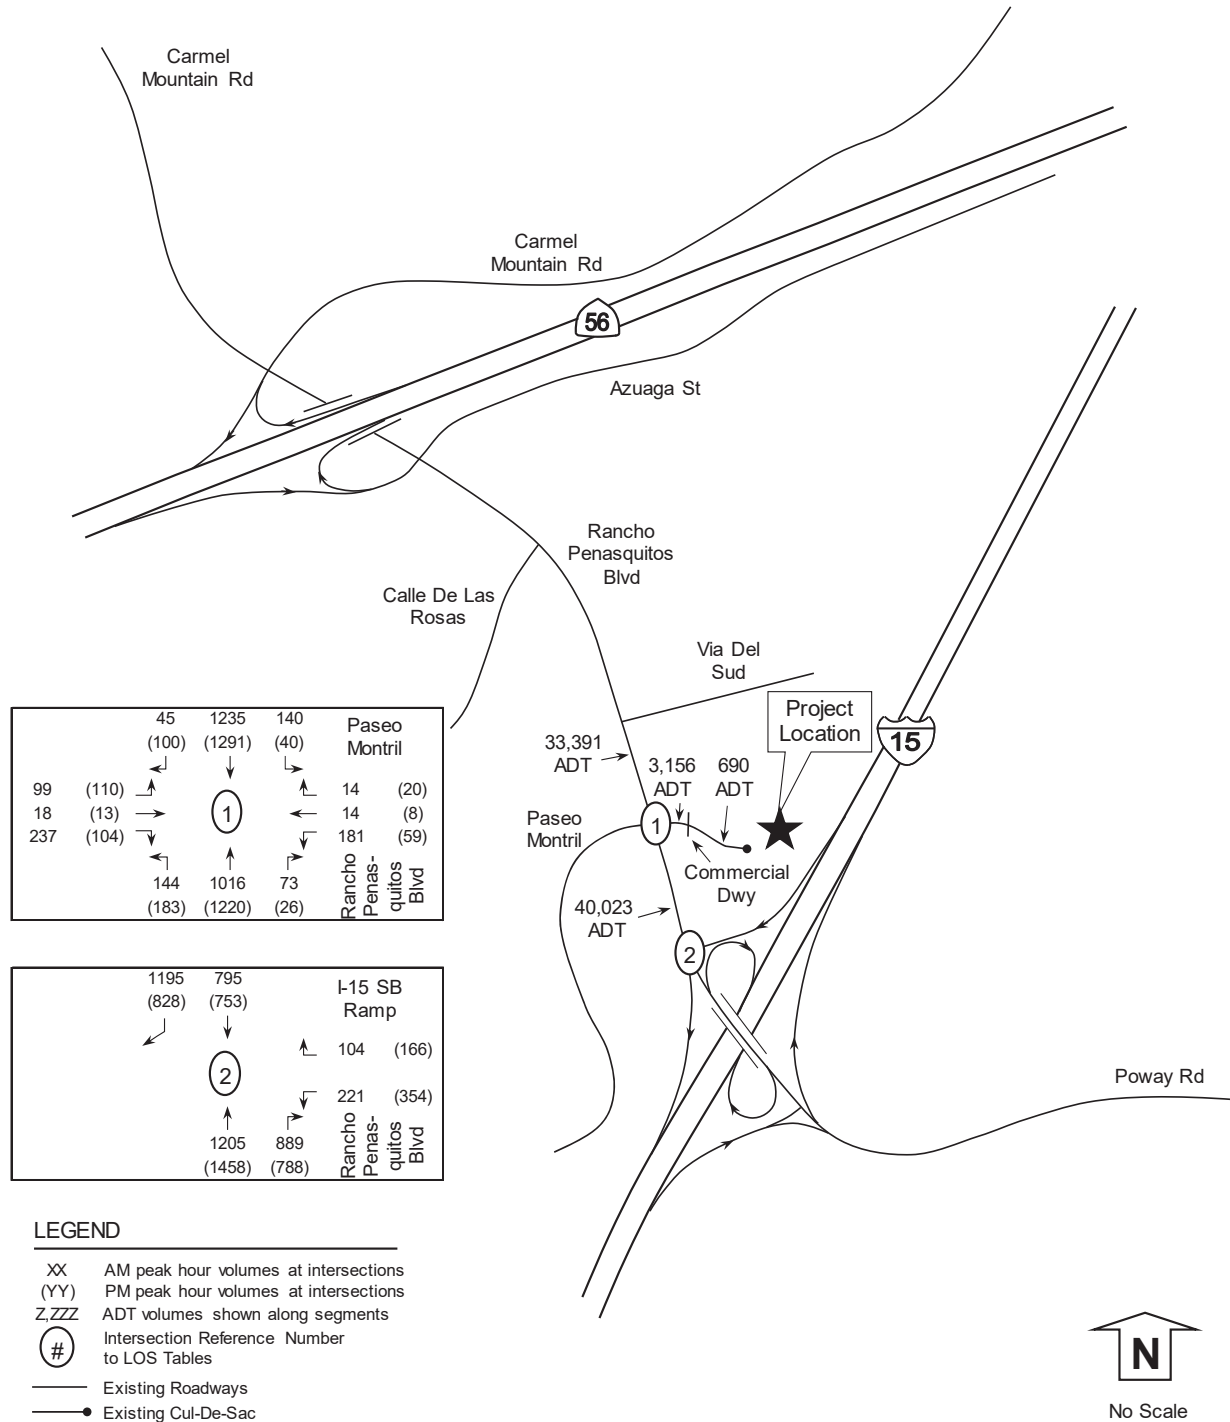 Carmel
Mountain Rd
Carmel
Mountain Rd
56
Azuaga St
Rancho
Penasquitos
Blvd
Calle De Las
Rosas
Via Del
Sud
Project
Location
15
33,391
ADT
3,156
ADT
690
ADT
1
Paseo
Montril
Commercial
Dwy
40,023
ADT
2
Poway Rd
45 1235 140
(100) (1291) (40)
Paseo
Montril
99 (110) 14 (20)
18 (13) 1 14 (8)
237 (104) 181 (59)
144 1016 73
(183) (1220) (26)
Rancho
Penas-
quitos
Blvd
1195 795
(828) (753)
I-15 SB
Ramp
104 (166)
2
221 (354)
1205 889
(1458) (788)
Rancho
Penas-
quitos
Blvd
LEGEND
XX AM peak hour volumes at intersections
(YY) PM peak hour volumes at intersections
Z,ZZZ ADT volumes shown along segments
# Intersection Reference Number
to LOS Tables
Existing Roadways
Existing Cul-De-Sac
N
No Scale